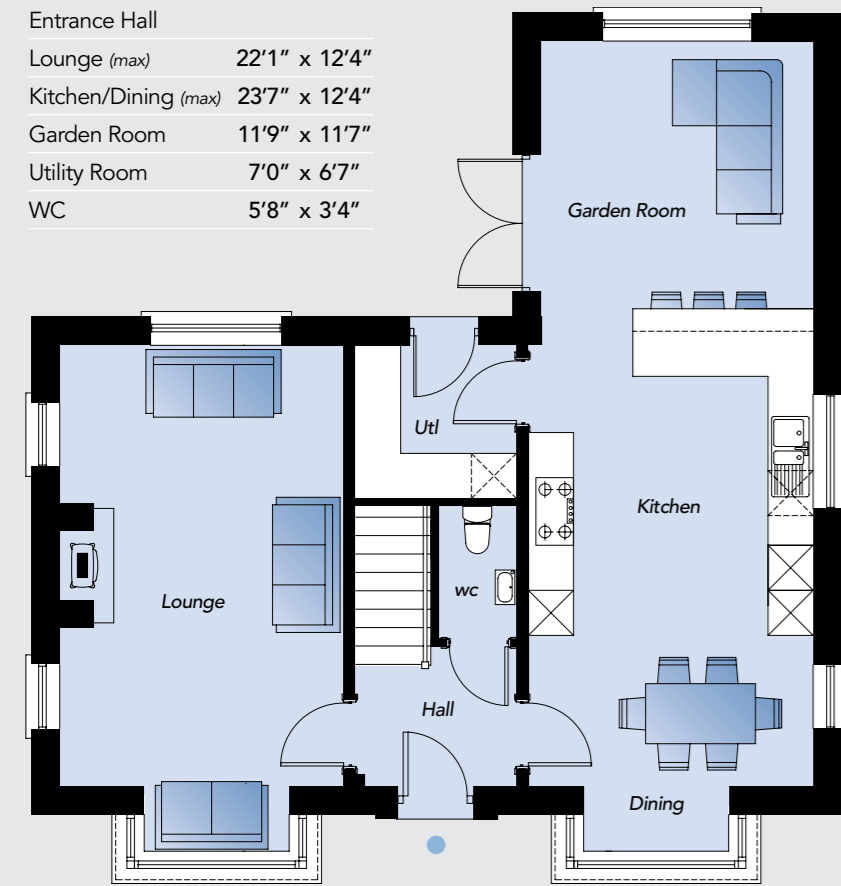 Entrance Hall
Lounge (max) 22'1" x 12'4"
Kitchen/Dining (max) 23'7" x 12'4"
Garden Room 11'9" x 11'7"
Utility Room 7'0" x 6'7"
WC 5'8" x 3'4"
Garden Room
Utl
Kitchen
wc
Lounge
Hall
Dining